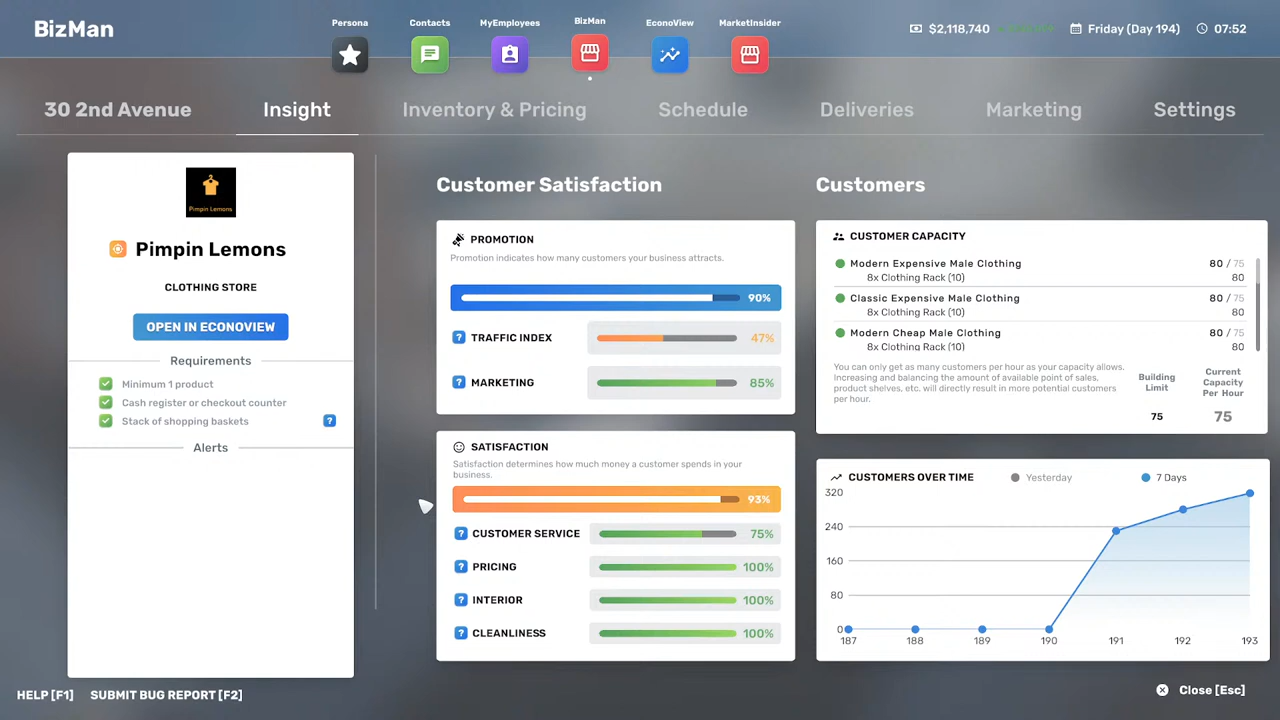 BizMan
Persona
Contacts
MyEmployees
BizMan
EconoView
MarketInsider
$2,118,740
Friday (Day 194)
07:52
30 2nd Avenue
Insight
Inventory & Pricing
Schedule
Deliveries
Marketing
Settings
Pimpin Lemons
Pimpin Lemons
CLOTHING STORE
OPEN IN ECONOVIEW
Requirements
Minimum 1 product
Cash register or checkout counter
Stack of shopping baskets
?
Alerts
Customer Satisfaction
PROMOTION
Promotion indicates how many customers your business attracts.
90%
? TRAFFIC INDEX 47%
? MARKETING 85%
SATISFACTION
Satisfaction determines how much money a customer spends in your
business.
93%
? CUSTOMER SERVICE 75%
? PRICING 100%
? INTERIOR 100%
? CLEANLINESS 100%
Customers
CUSTOMER CAPACITY
Modern Expensive Male Clothing 80 / 75
8x Clothing Rack (10) 80
Classic Expensive Male Clothing 80 / 75
8x Clothing Rack (10) 80
Modern Cheap Male Clothing 80 / 75
8x Clothing Rack (10) 80
You can only get as many customers per hour as your capacity allows.
Increasing and balancing the amount of available point of sales,
product shelves, etc. will directly result in more potential customers
per hour.
Building
Limit
75
Current
Capacity
Per Hour
75
CUSTOMERS OVER TIME
Yesterday
7 Days
320
240
160
80
0
187 188 189 190 191 192 193
HELP [F1]
SUBMIT BUG REPORT [F2]
Close [Esc]